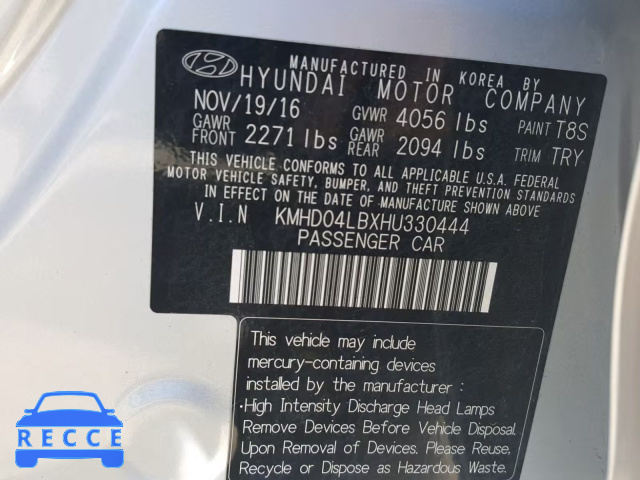 MANUFACTURED IN KOREA BY
HYUNDAI MOTOR COMPANY
NOV/19/16 GVWR 4056 lbs PAINT T8S
GAWR FRONT 2271 lbs GAWR REAR 2094 lbs TRIM TRY
THIS VEHICLE CONFORMS TO ALL APPLICABLE U.S.A. FEDERAL
MOTOR VEHICLE SAFETY, BUMPER, AND THEFT PREVENTION STANDARDS
IN EFFECT ON THE DATE OF MANUFACTURE SHOWN ABOVE.
V.I.N KMHD04LBXHU330444
PASSENGER CAR
This vehicle may include
mercury-containing devices
installed by the manufacturer :
•High Intensity Discharge Head Lamps
Remove Devices Before Vehicle Disposal.
Upon Removal of Devices, Please Reuse,
Recycle or Dispose as Hazardous Waste.
RECCE